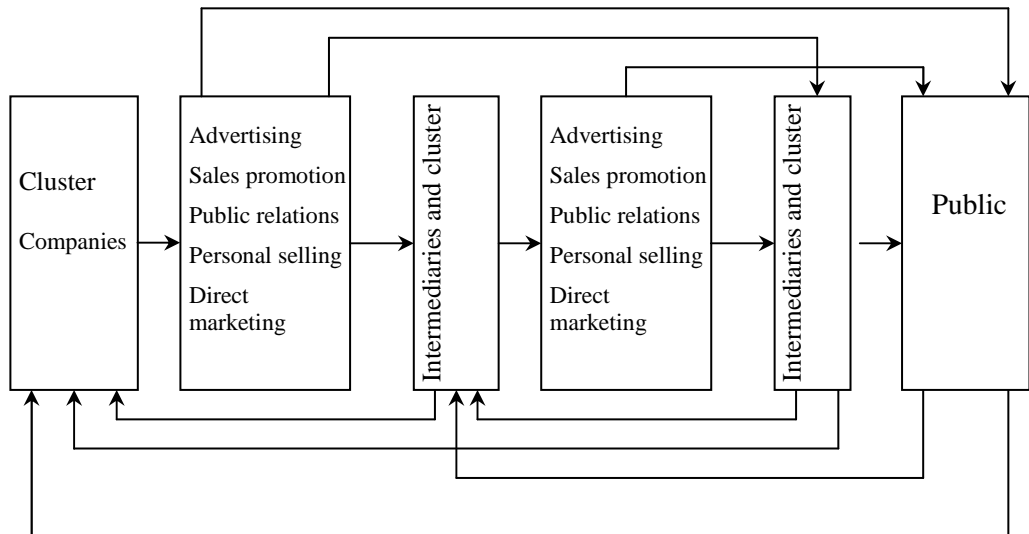 Cluster
Companies
Advertising
Sales promotion
Public relations
Personal selling
Direct
marketing
Intermediaries and cluster
Advertising
Sales promotion
Public relations
Personal selling
Direct
marketing
Intermediaries and cluster
Public